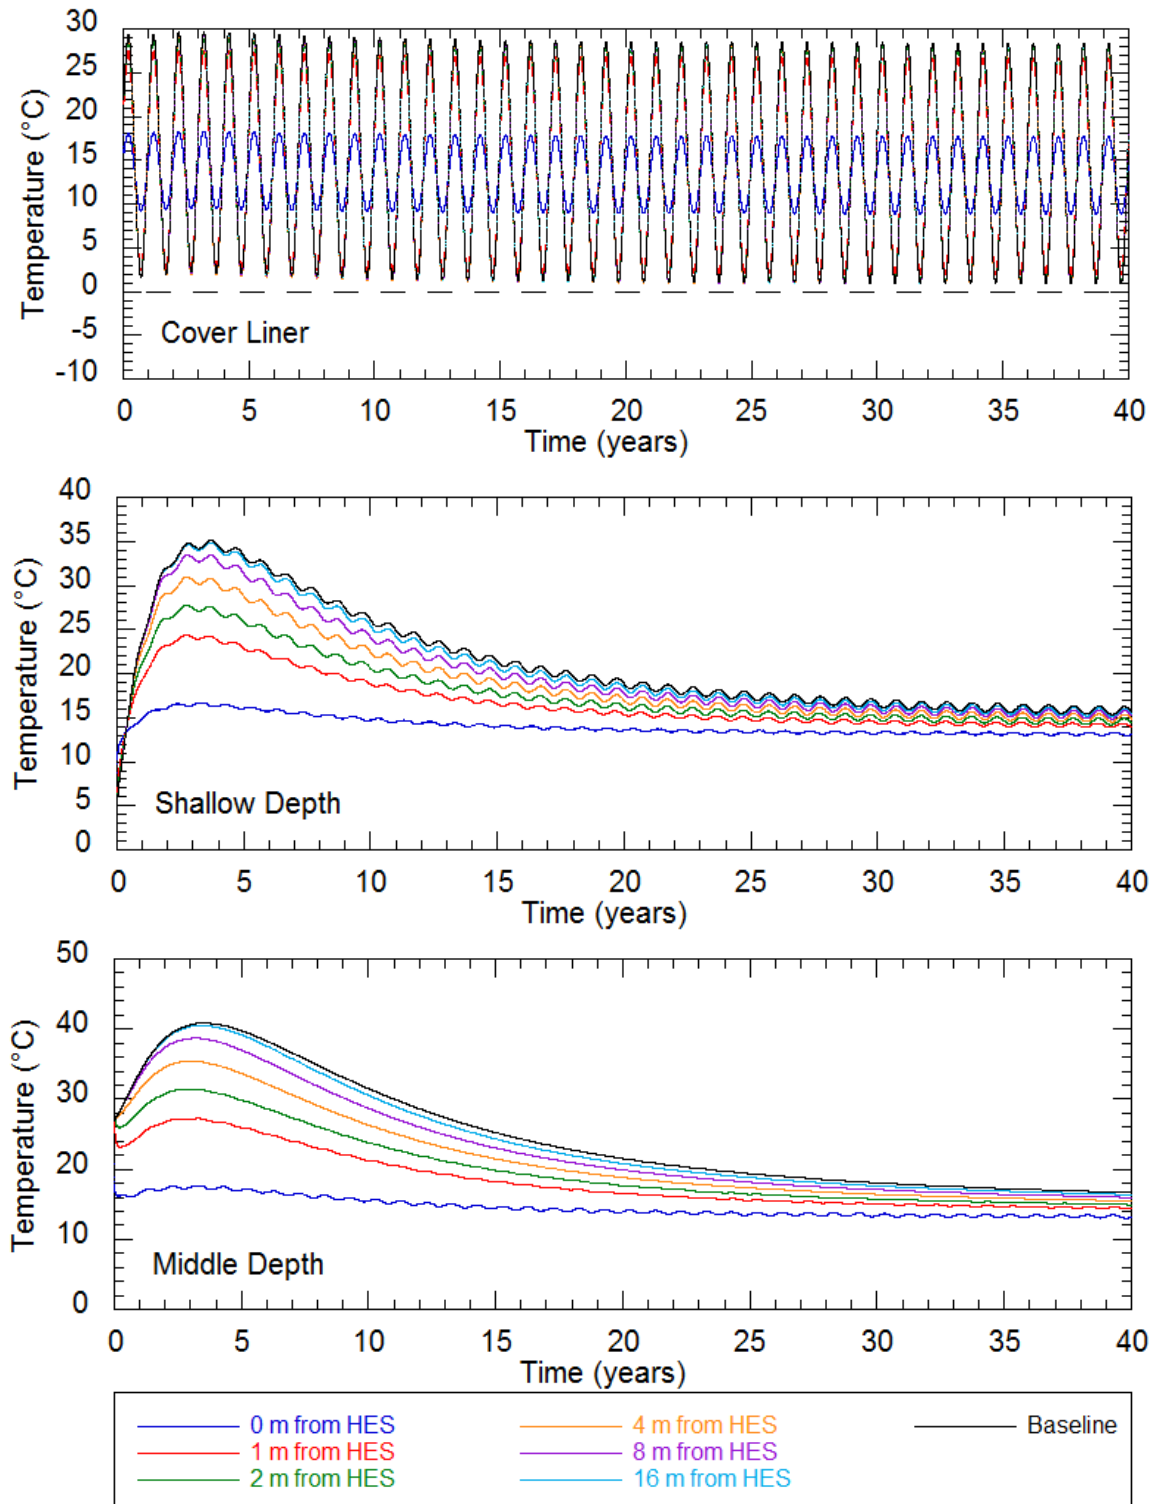 30
25
20
15
10
5
0
-5
-10
Temperature (°C)
Cover Liner
0 5 10 15 20 25 30 35 40
Time (years)
40
35
30
25
20
15
10
5
0
Temperature (°C)
Shallow Depth
0 5 10 15 20 25 30 35 40
Time (years)
50
40
30
20
10
0
Temperature (°C)
Middle Depth
0 5 10 15 20 25 30 35 40
Time (years)
0 m from HES 4 m from HES Baseline
1 m from HES 8 m from HES
2 m from HES 16 m from HES